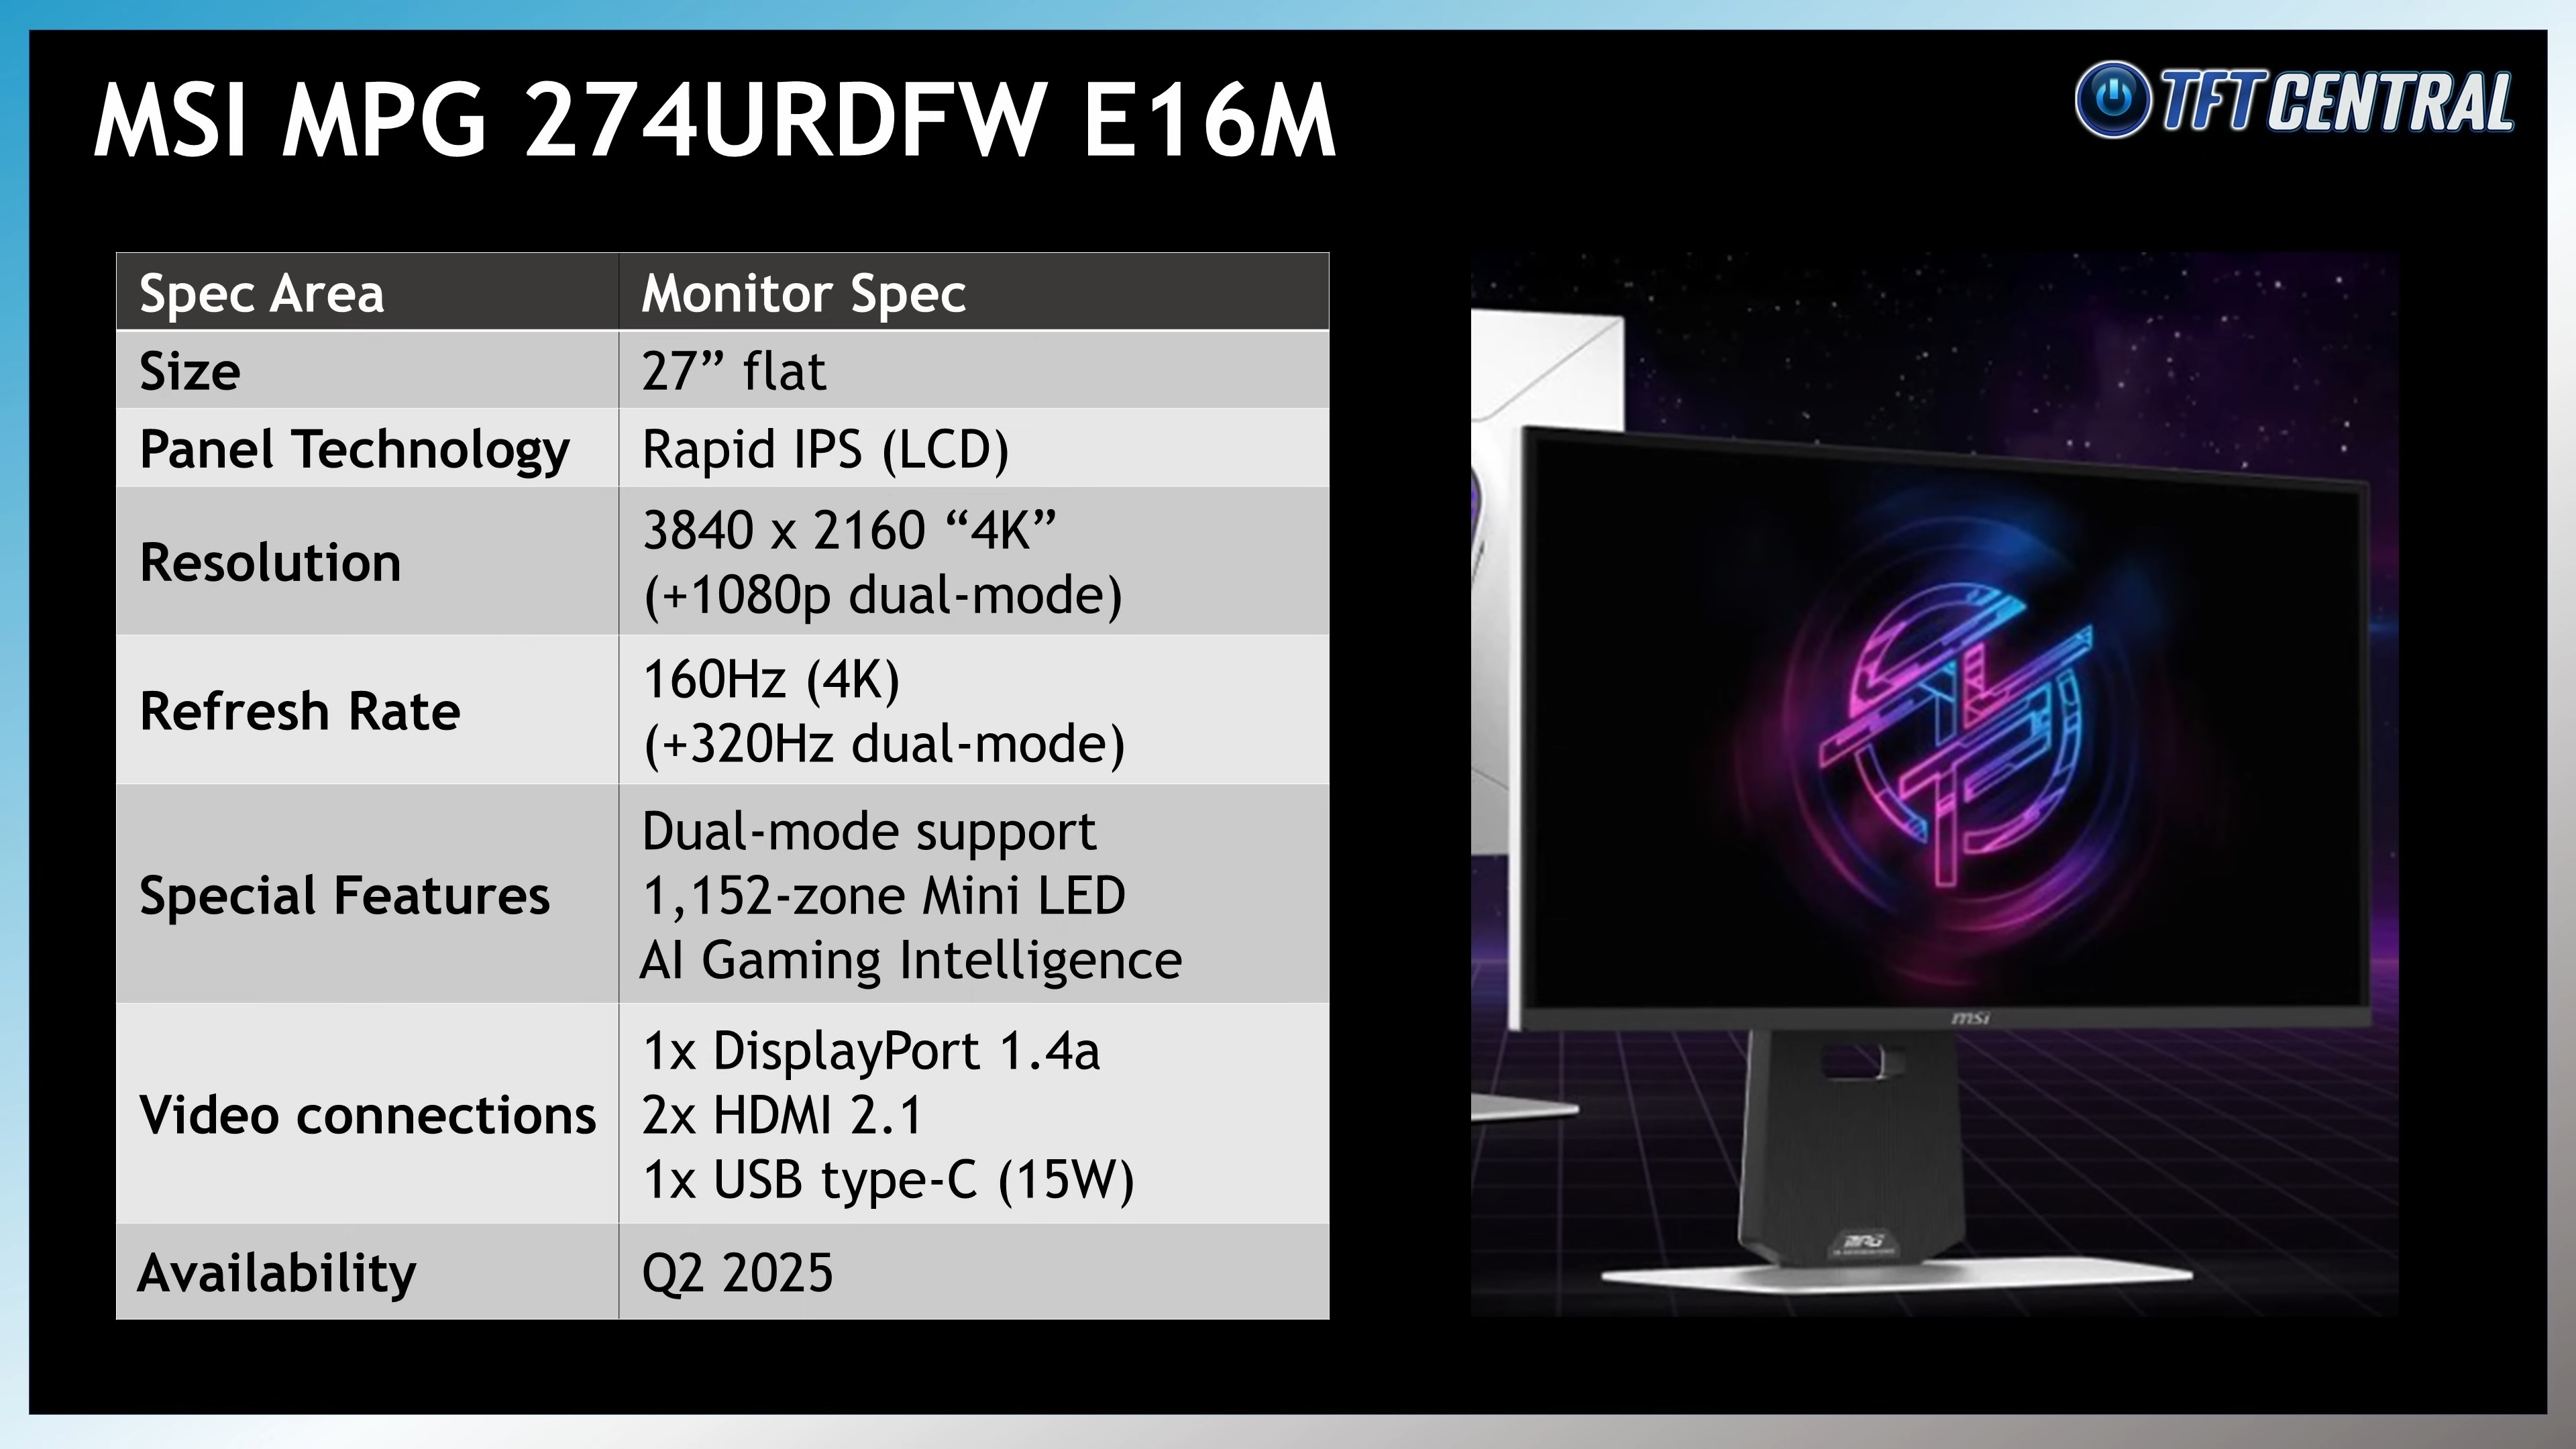 MSI MPG 274URDFW E16M
TFTCENTRAL
Spec Area Monitor Spec
Size 27” flat
Panel Technology Rapid IPS (LCD)
Resolution 3840 x 2160 “4K”
(+1080p dual-mode)
Refresh Rate 160Hz (4K)
(+320Hz dual-mode)
Special Features Dual-mode support
1,152-zone Mini LED
AI Gaming Intelligence
Video connections 1x DisplayPort 1.4a
2x HDMI 2.1
1x USB type-C (15W)
Availability Q2 2025
msi
MPG